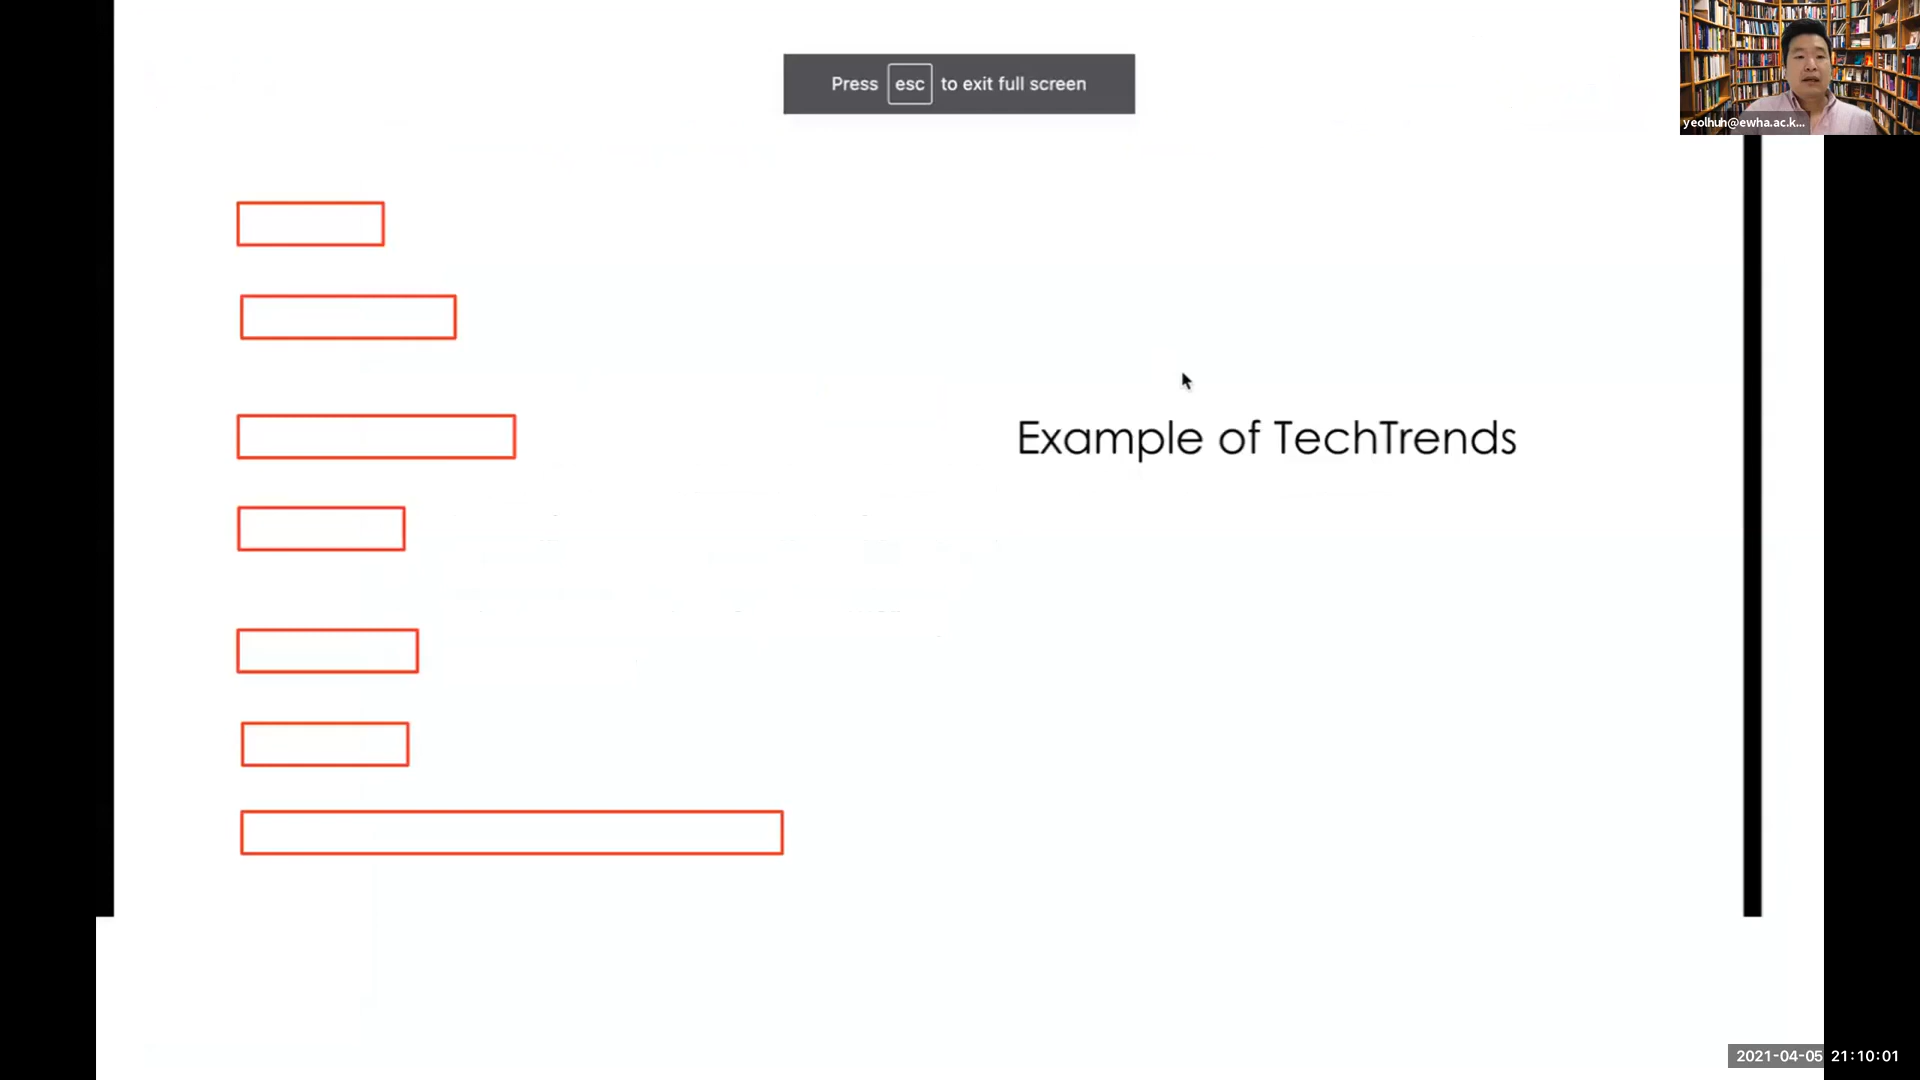 Press esc to exit full screen
yeolhuh@ewha.ac.k...
Example of TechTrends
2021-04-05 21:10:01